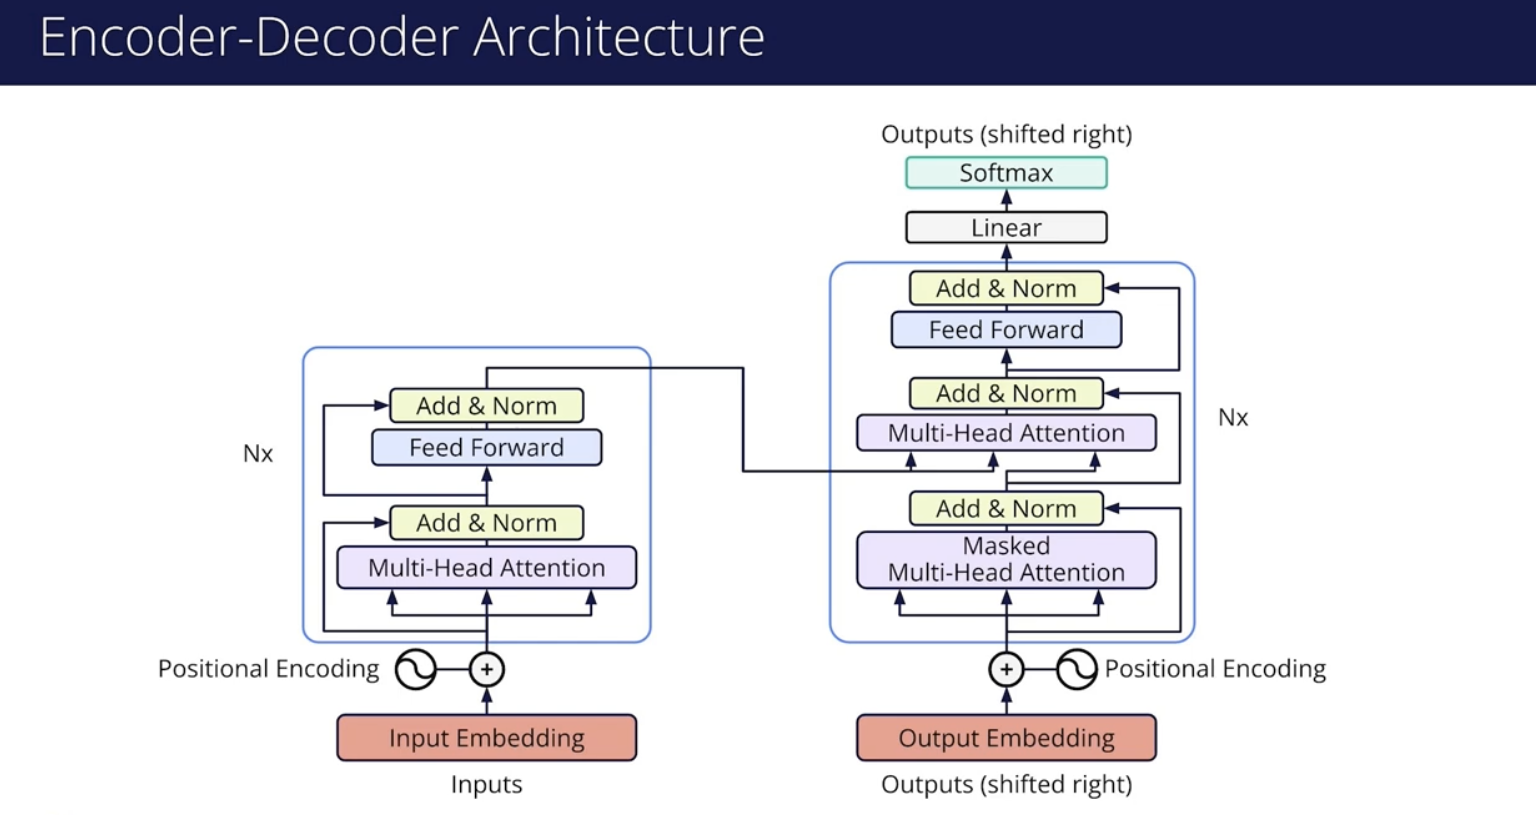 Encoder-Decoder Architecture
Outputs (shifted right)
Softmax
Linear
Add & Norm
Feed Forward
Add & Norm
Multi-Head Attention
Nx
Add & Norm
Masked
Multi-Head Attention
Add & Norm
Feed Forward
Nx
Add & Norm
Multi-Head Attention
Positional Encoding
+
+
Positional Encoding
Input Embedding
Output Embedding
Inputs
Outputs (shifted right)